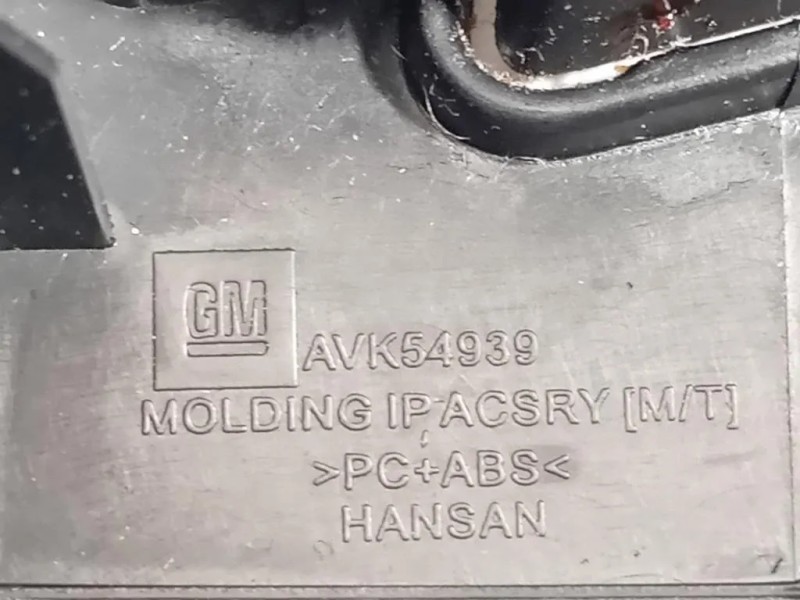 GM
AVK54939
MOLDING IP ACSRY [M/T]
>PC+ABS<
HANSAN